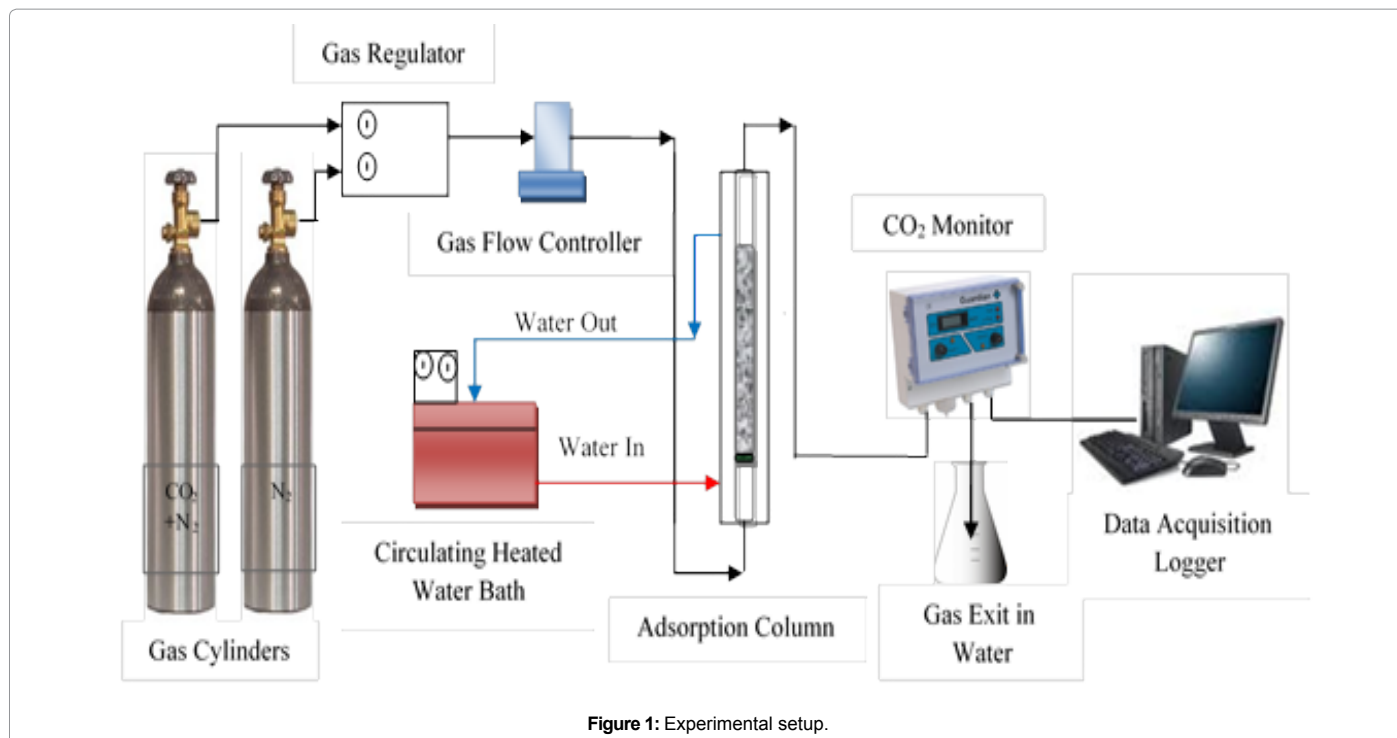 Gas Regulator
Gas Flow Controller
CO₂ Monitor
Guardian
Water Out
Water In
CO₂
+N₂
N₂
Circulating Heated
Water Bath
Adsorption Column
Gas Cylinders
Gas Exit in
Water
Data Acquisition
Logger
Figure 1: Experimental setup.